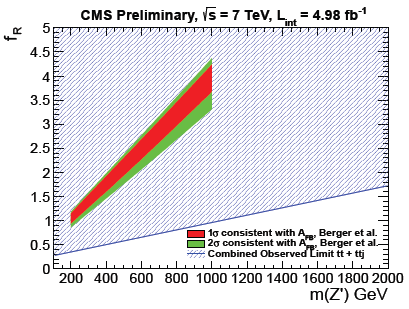 CMS Preliminary, √s = 7 TeV, L_int = 4.98 fb⁻¹
f_R
5
4.5
4
3.5
3
2.5
2
1.5
1
0.5
0
1σ consistent with A_FB, Berger et al.
2σ consistent with A_FB, Berger et al.
Combined Observed Limit tt + ttj
200 400 600 800 1000 1200 1400 1600 1800 2000
m(Z') GeV